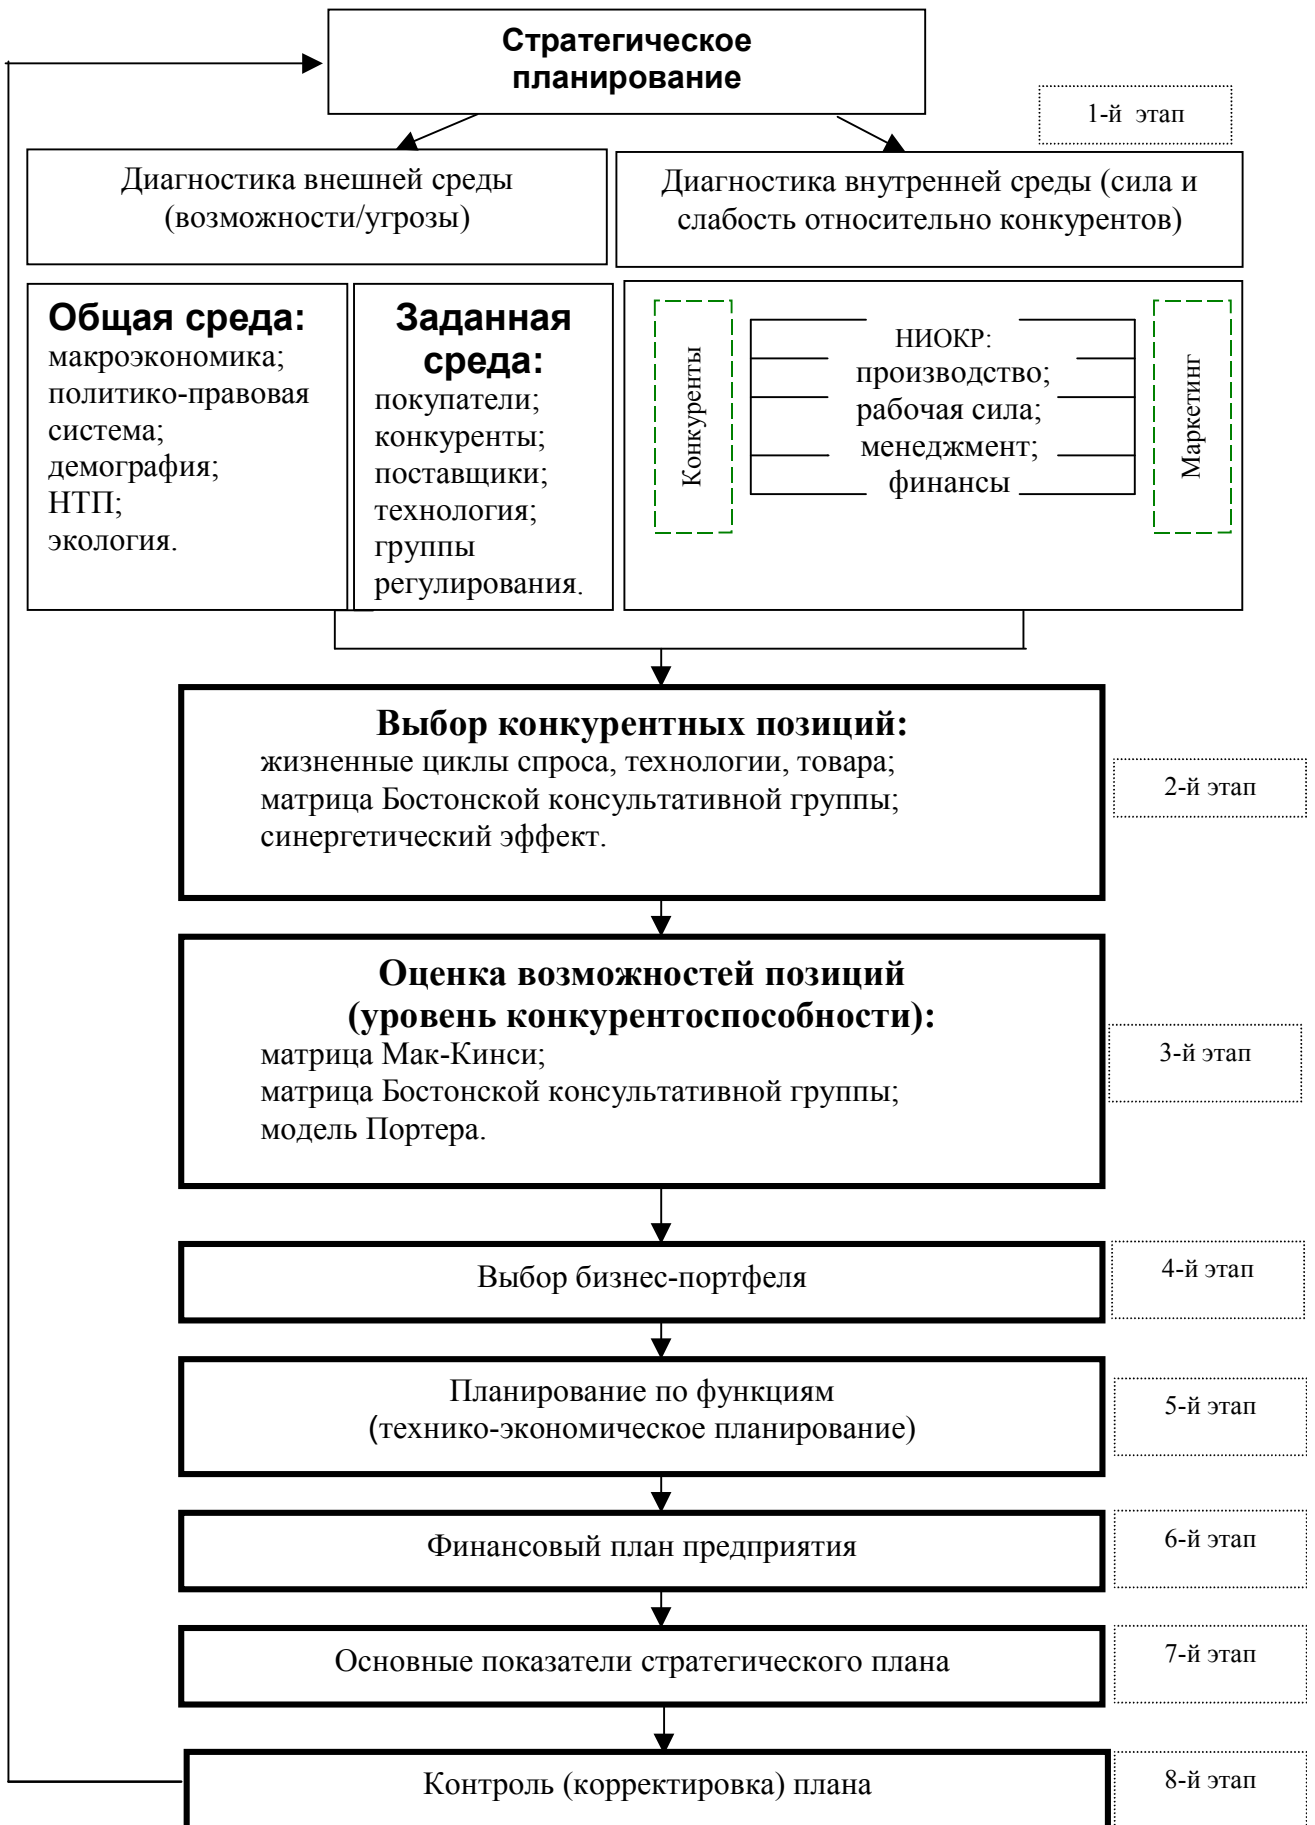 Стратегическое
планирование
1-й этап
Диагностика внешней среды
(возможности/угрозы)
Диагностика внутренней среды (сила и
слабость относительно конкурентов)
Общая среда:
макроэкономика;
политико-правовая
система;
демография;
НТП;
экология.
Заданная
среда:
покупатели;
конкуренты;
поставщики;
технология;
группы
регулирования.
Конкуренты
НИОКР:
производство;
рабочая сила;
менеджмент;
финансы
Маркетинг
Выбор конкурентных позиций:
жизненные циклы спроса, технологии, товара;
матрица Бостонской консультативной группы;
синергетический эффект.
2-й этап
Оценка возможностей позиций
(уровень конкурентоспособности):
матрица Мак-Кинси;
матрица Бостонской консультативной группы;
модель Портера.
3-й этап
Выбор бизнес-портфеля
4-й этап
Планирование по функциям
(технико-экономическое планирование)
5-й этап
Финансовый план предприятия
6-й этап
Основные показатели стратегического плана
7-й этап
Контроль (корректировка) плана
8-й этап